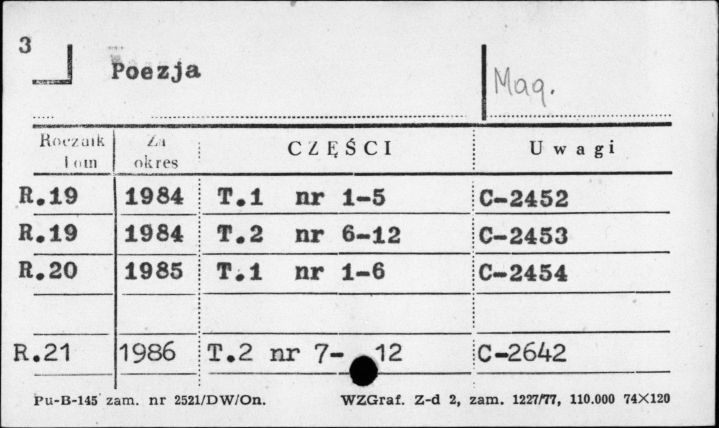 3
Poezja
Mag.
Rocznik Tom Za okres CZĘŚCI Uwagi
R.19 1984 T.1 nr 1-5 C-2452
R.19 1984 T.2 nr 6-12 C-2453
R.20 1985 T.1 nr 1-6 C-2454
R.21 1986 T.2 nr 7- 12 C-2642
Pu-B-145 zam. nr 2521/DW/On. WZGraf. Z-d 2, zam. 1227/77, 110.000 74×120